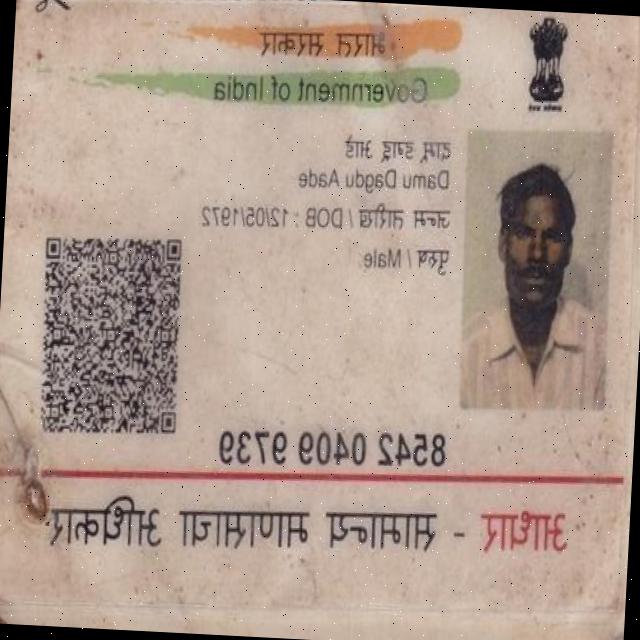 भारत सरकार
Government of India
दामू दगडू आडे
Damu Dagdu Aade
जन्म तारीख / DOB : 12/05/1972
पुरुष / Male
8542 0409 9739
आधार - सामान्य माणसाचा अधिकार